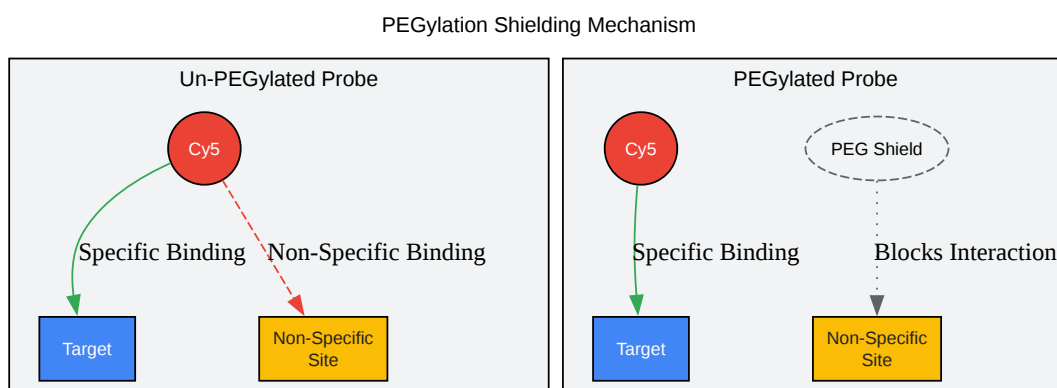 PEGylation Shielding Mechanism
Un-PEGylated Probe
Cy5
Specific Binding
Non-Specific Binding
Target
Non-Specific
Site
PEGylated Probe
Cy5
PEG Shield
Specific Binding
Blocks Interaction
Target
Non-Specific
Site